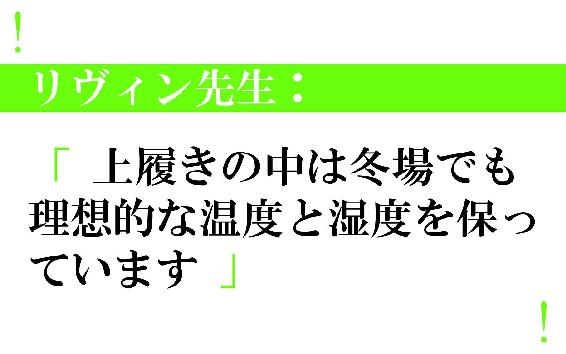 !
リヴィン先生：
「 上履きの中は冬場でも
理想的な温度と湿度を保っ
ています 」
!